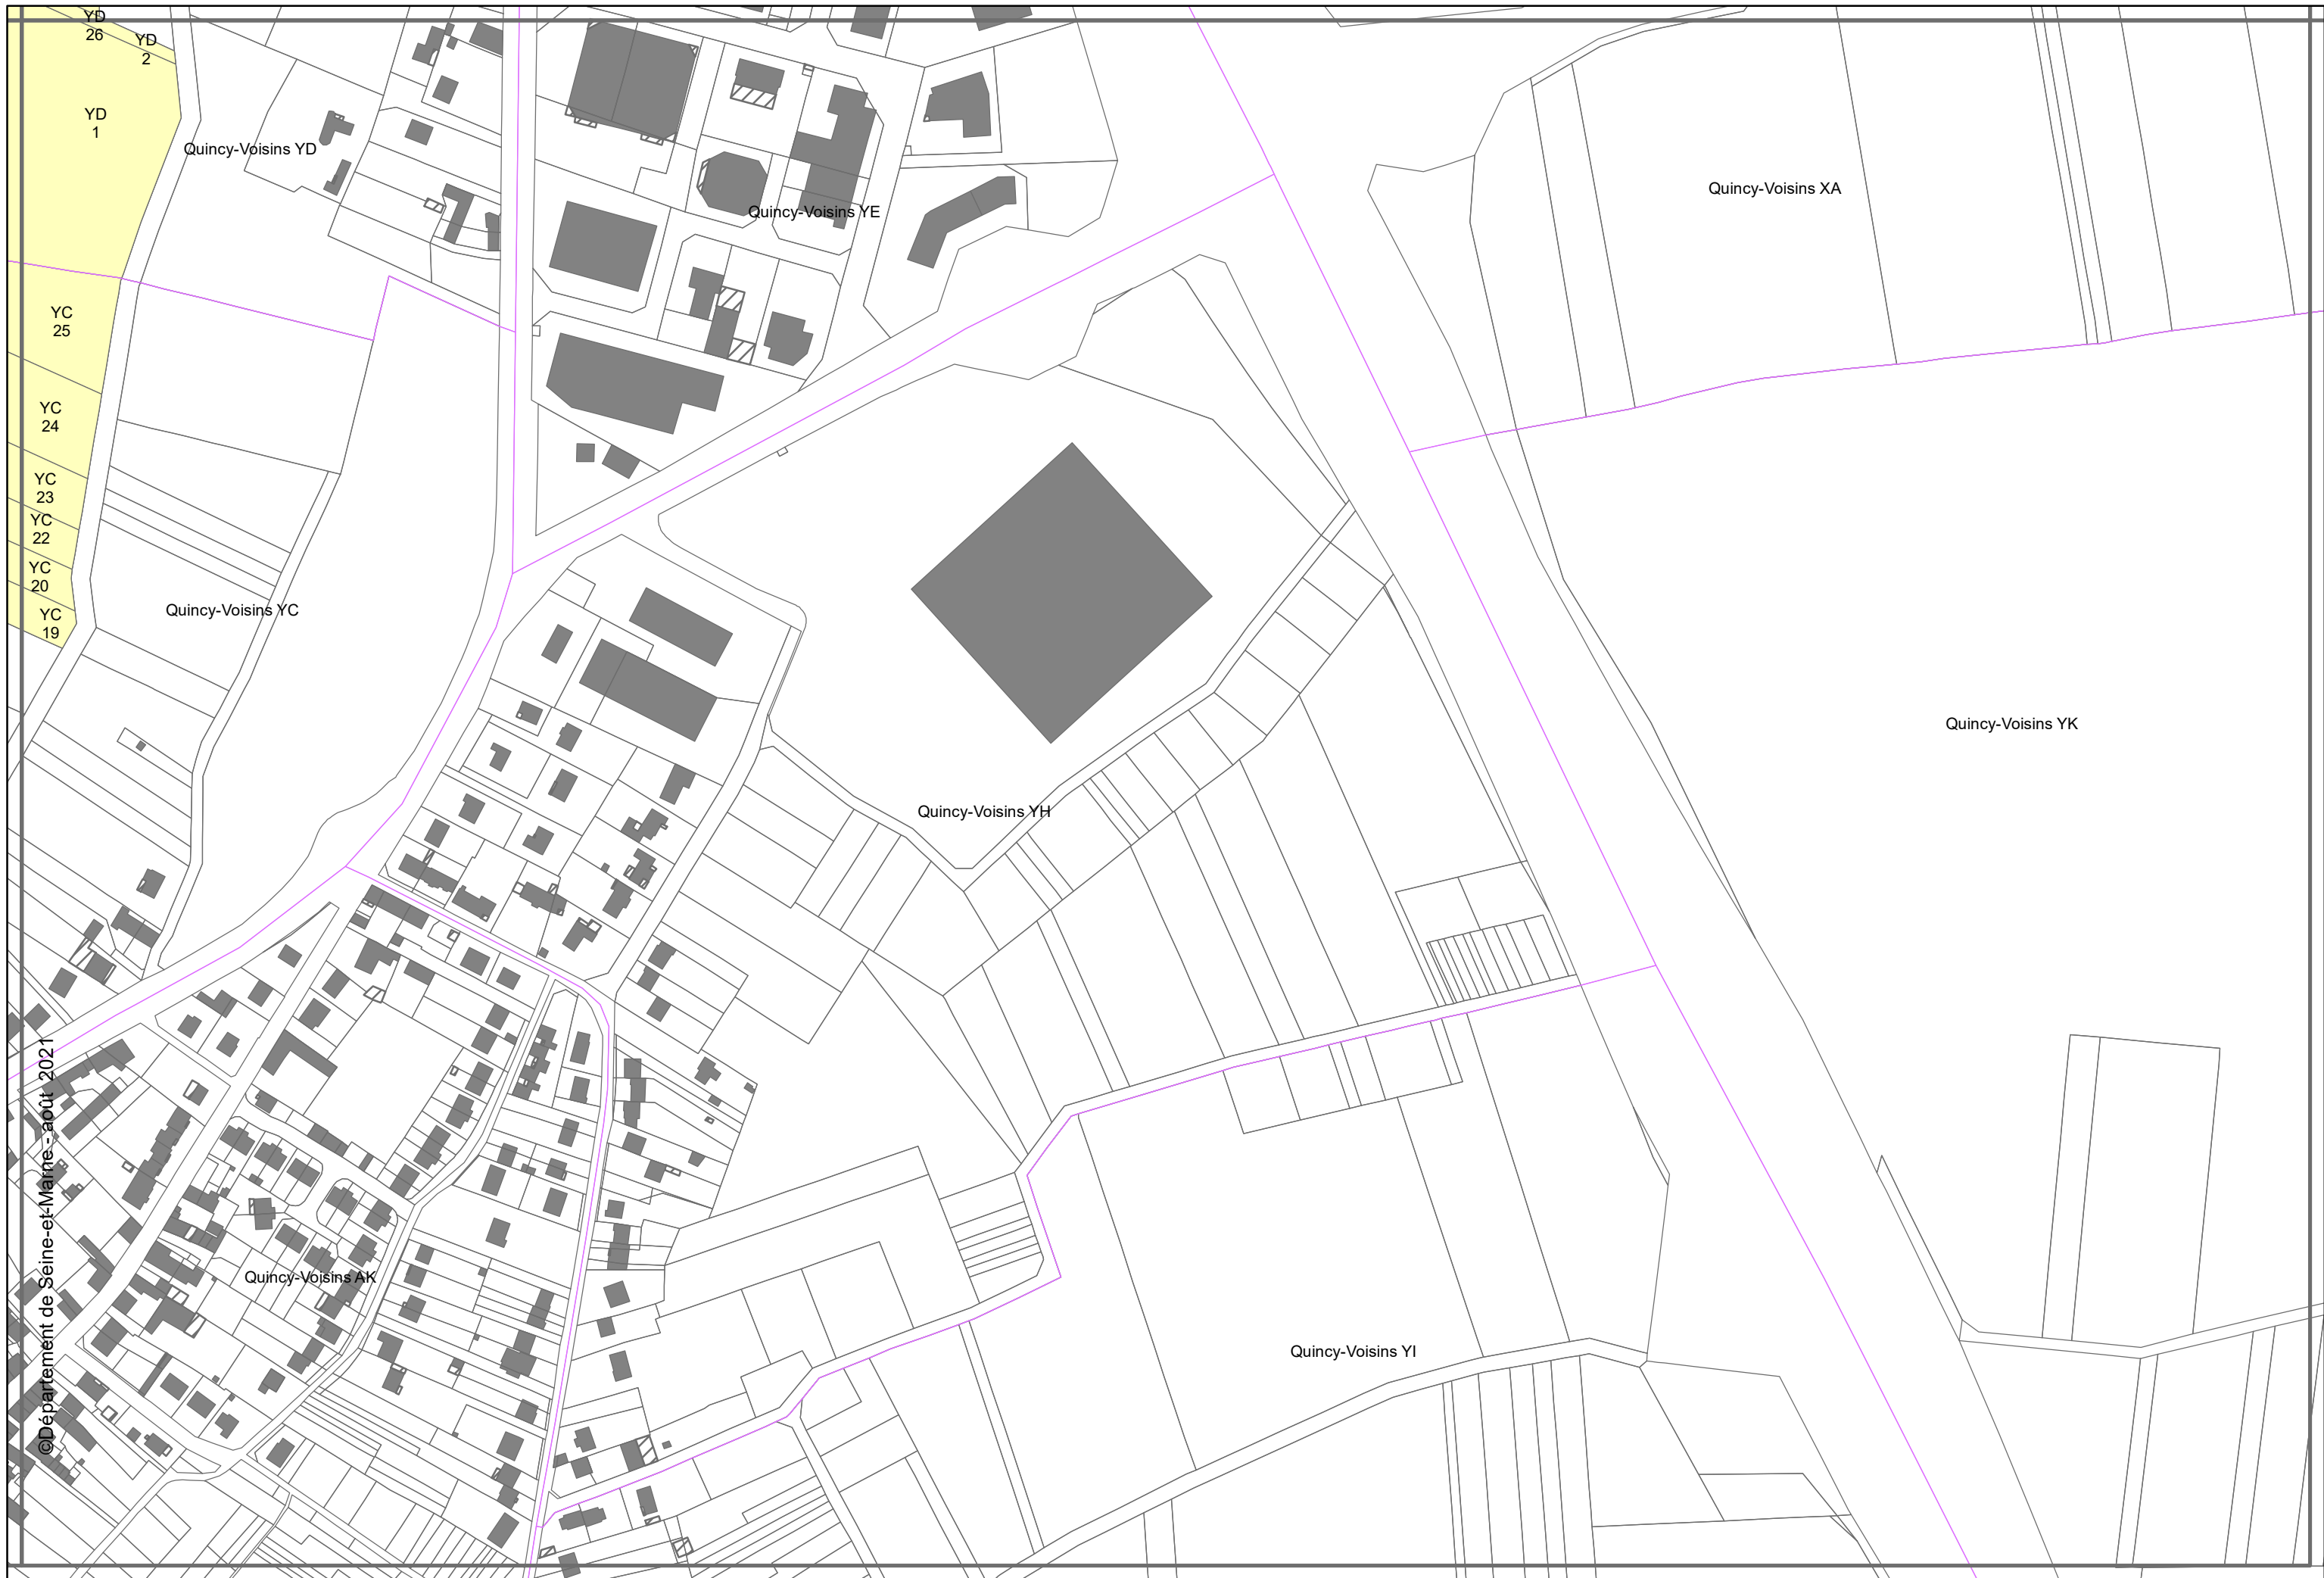 YD
26
YD
2
YD
1
Quincy-Voisins YD
Quincy-Voisins XA
Quincy-Voisins YE
YC
25
YC
24
YC
23
YC
22
YC
20
Quincy-Voisins YC
YC
19
Quincy-Voisins YK
Quincy-Voisins YH
Quincy-Voisins AK
Quincy-Voisins YI
©Département de Seine-et-Marne - août 2021